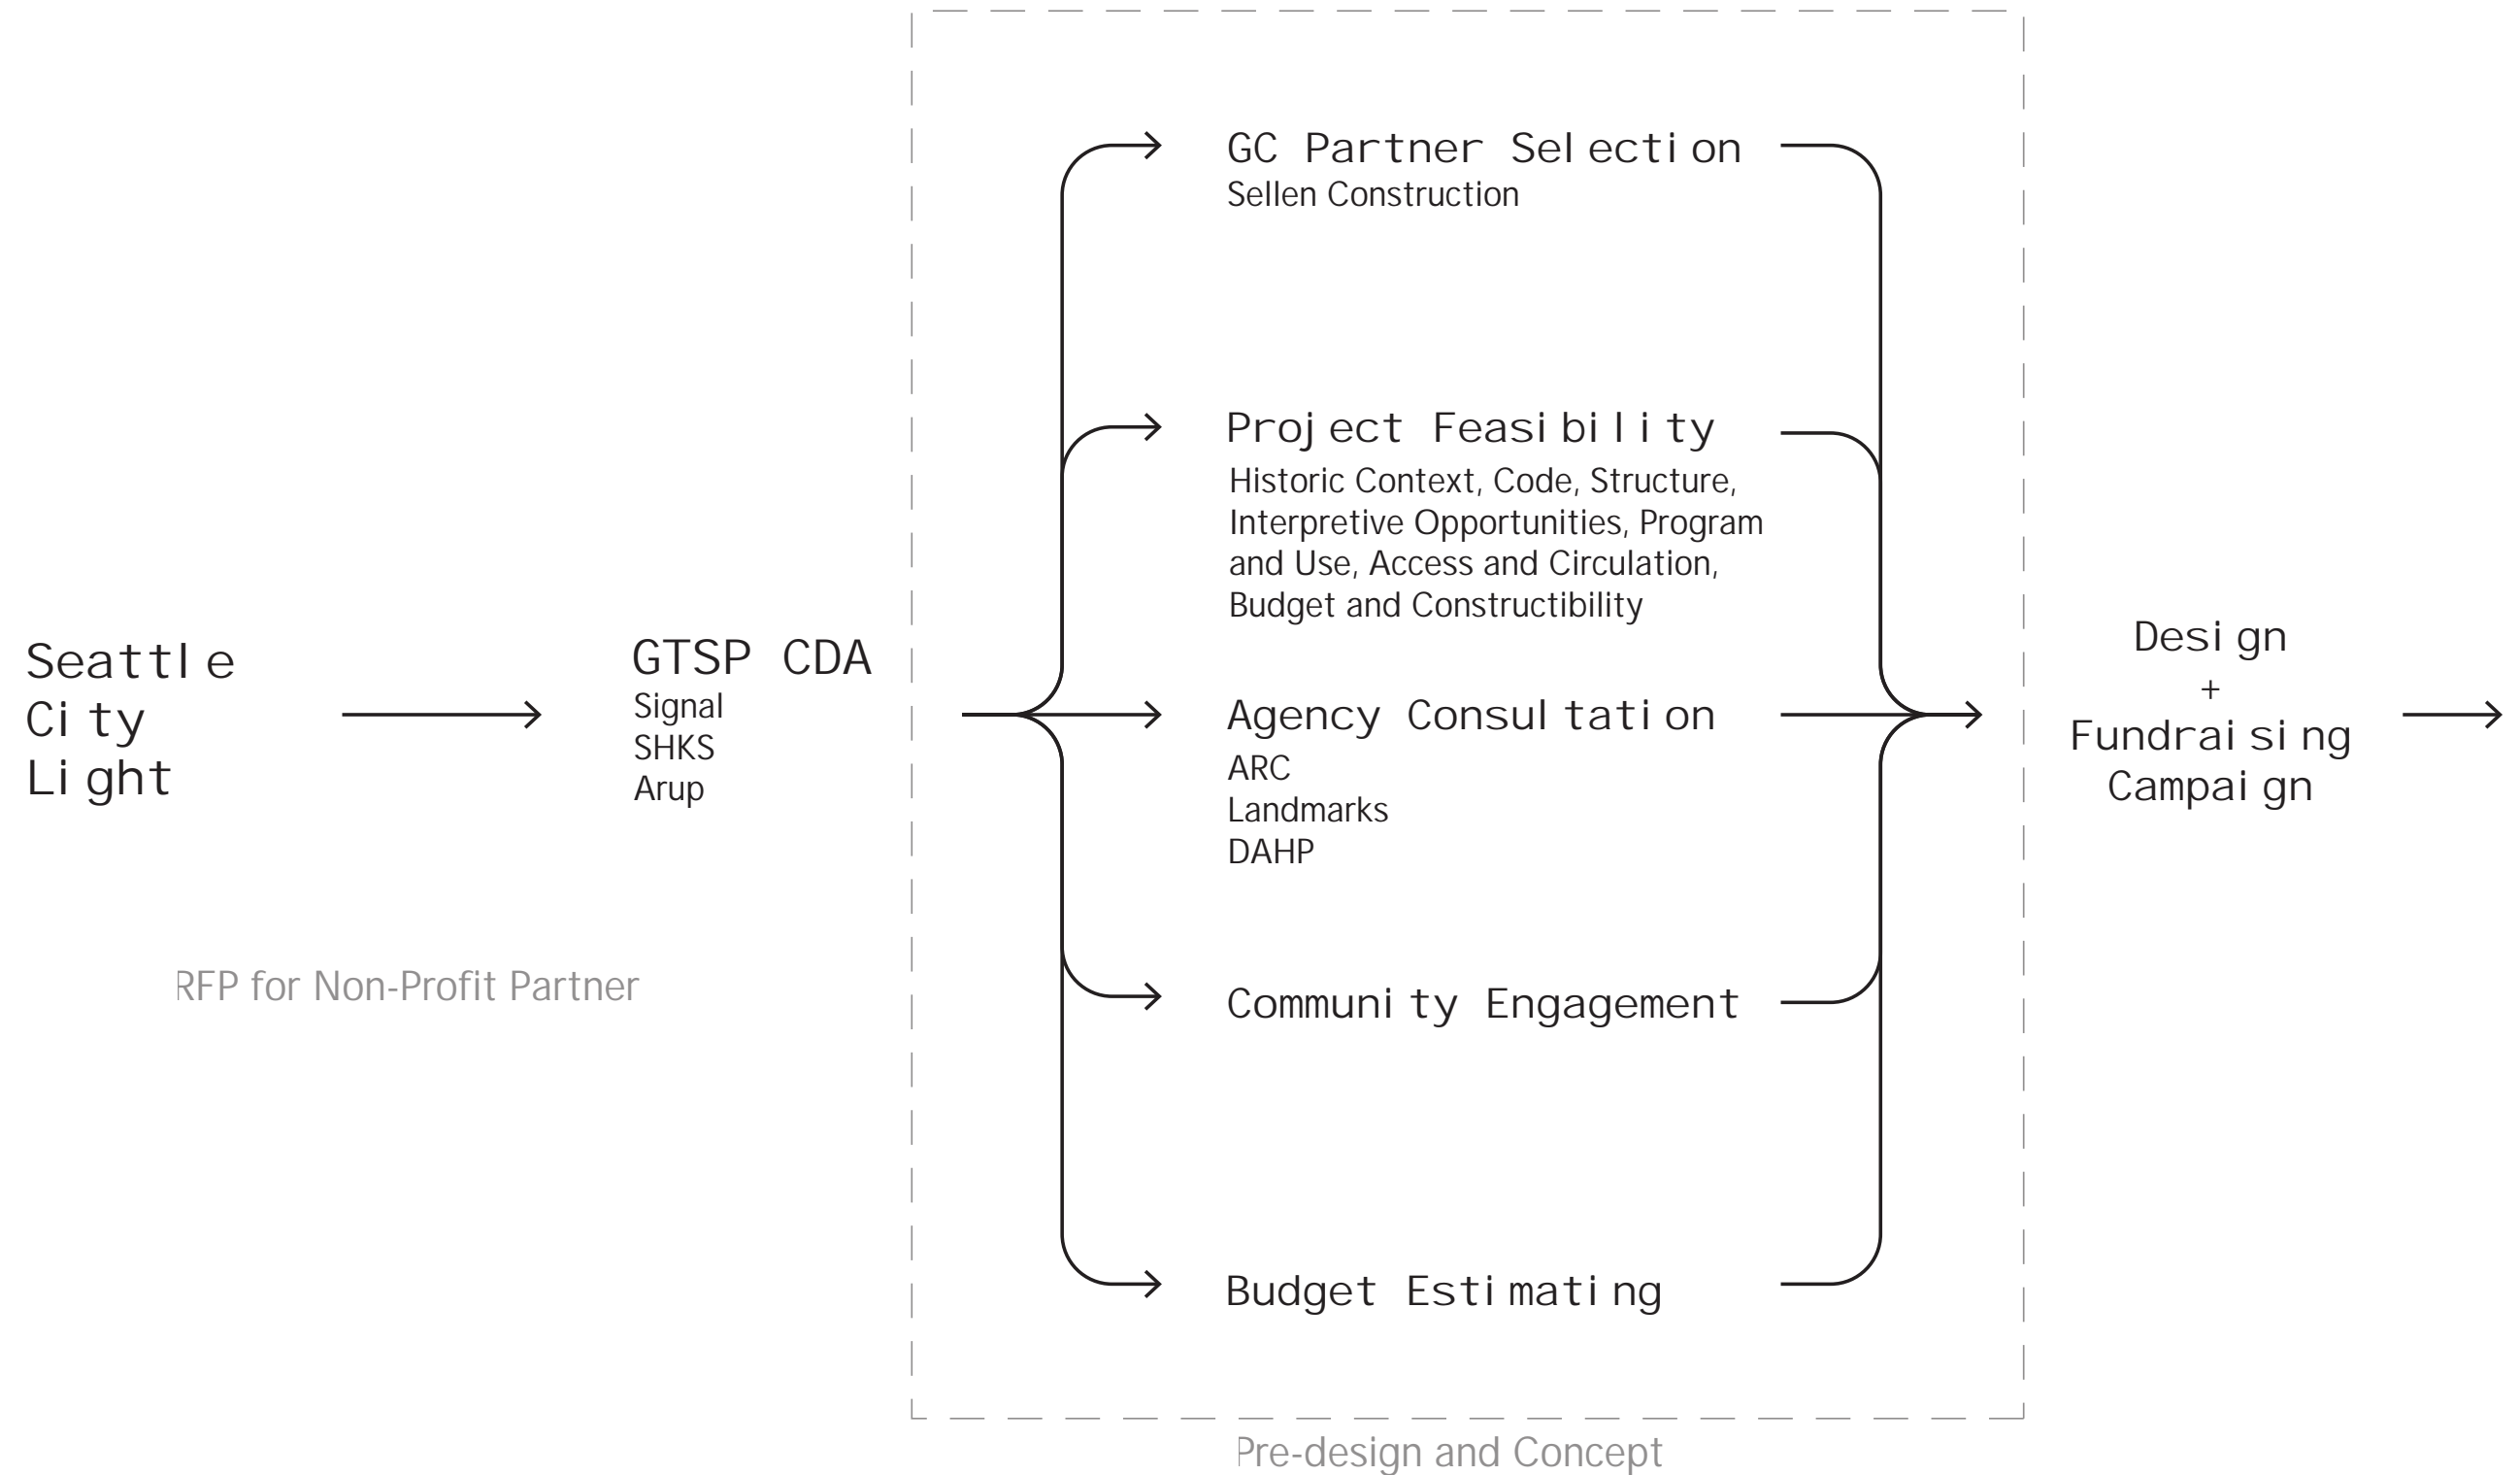 Seattle
City
Light
RFP for Non-Profit Partner
GTSP CDA
Signal
SHKS
Arup
GC Partner Selection
Sellen Construction
Project Feasibility
Historic Context, Code, Structure,
Interpretive Opportunities, Program
and Use, Access and Circulation,
Budget and Constructibility
Agency Consultation
ARC
Landmarks
DAHP
Community Engagement
Budget Estimating
Pre-design and Concept
Design
+
Fundraising
Campaign